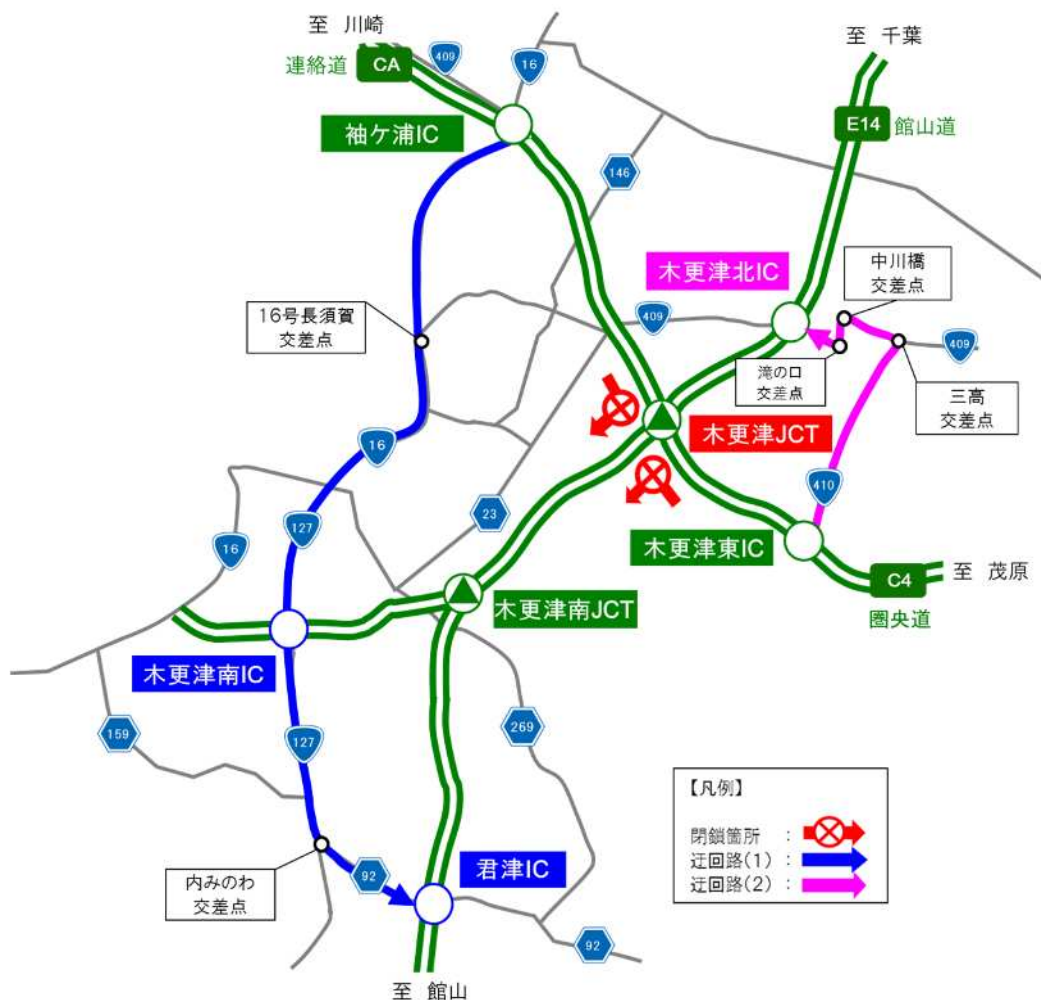 至 川崎
連絡道
CA
409
16
至 千葉
E14
館山道
袖ケ浦IC
146
木更津北IC
中川橋
交差点
409
409
16号長須賀
交差点
滝の口
交差点
三高
交差点
木更津JCT
16
410
23
127
16
木更津東IC
C4
至 茂原
圏央道
木更津南JCT
木更津南IC
159
127
269
【凡例】
閉鎖箇所 :
迂回路(1) :
迂回路(2) :
内みのわ
交差点
92
君津IC
92
至 館山